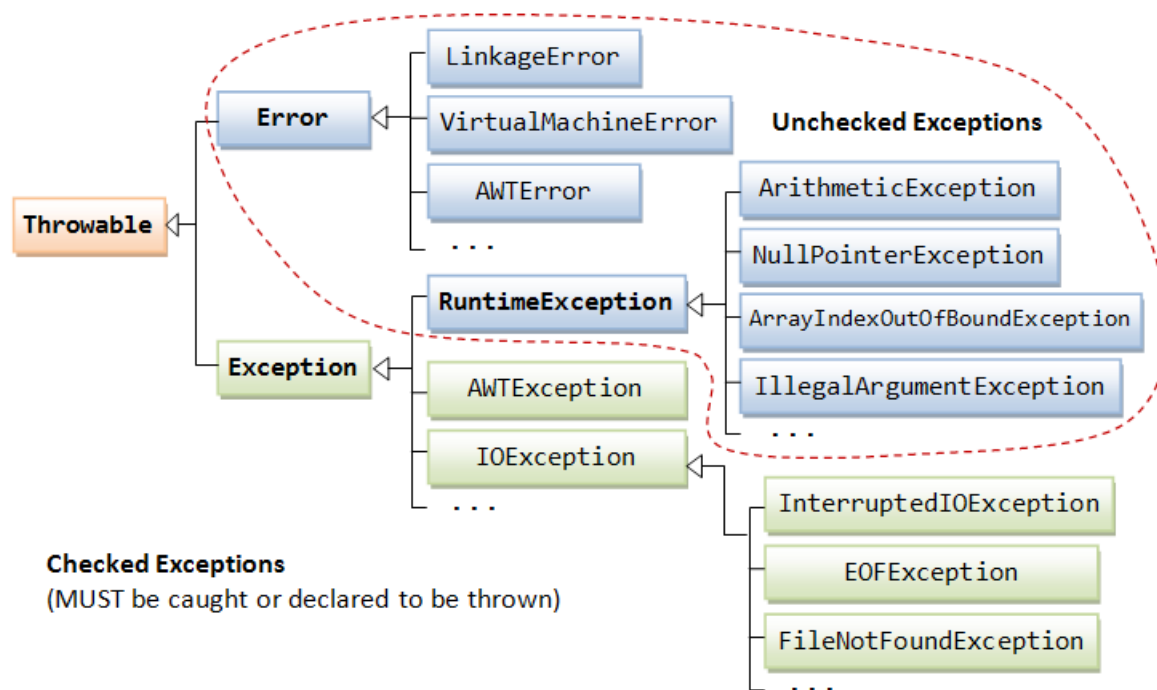 LinkageError
Error
VirtualMachineError
Unchecked Exceptions
AWTError
ArithmeticException
Throwable
...
NullPointerException
RuntimeException
ArrayIndexOutOfBoundException
Exception
AWTException
IllegalArgumentException
...
IOException
...
InterruptedIOException
Checked Exceptions
(MUST be caught or declared to be thrown)
EOFException
FileNotFoundException
...